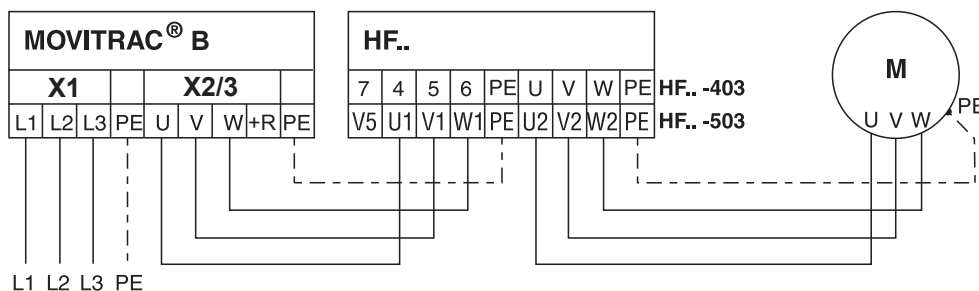 MOVITRAC® B
HF..
M
X1 X2/3
7 4 5 6 PE U V W PE HF.. -403
L1 L2 L3 PE U V W +R PE
V5 U1 V1 W1 PE U2 V2 W2 PE HF.. -503
U V W
PE
L1 L2 L3 PE